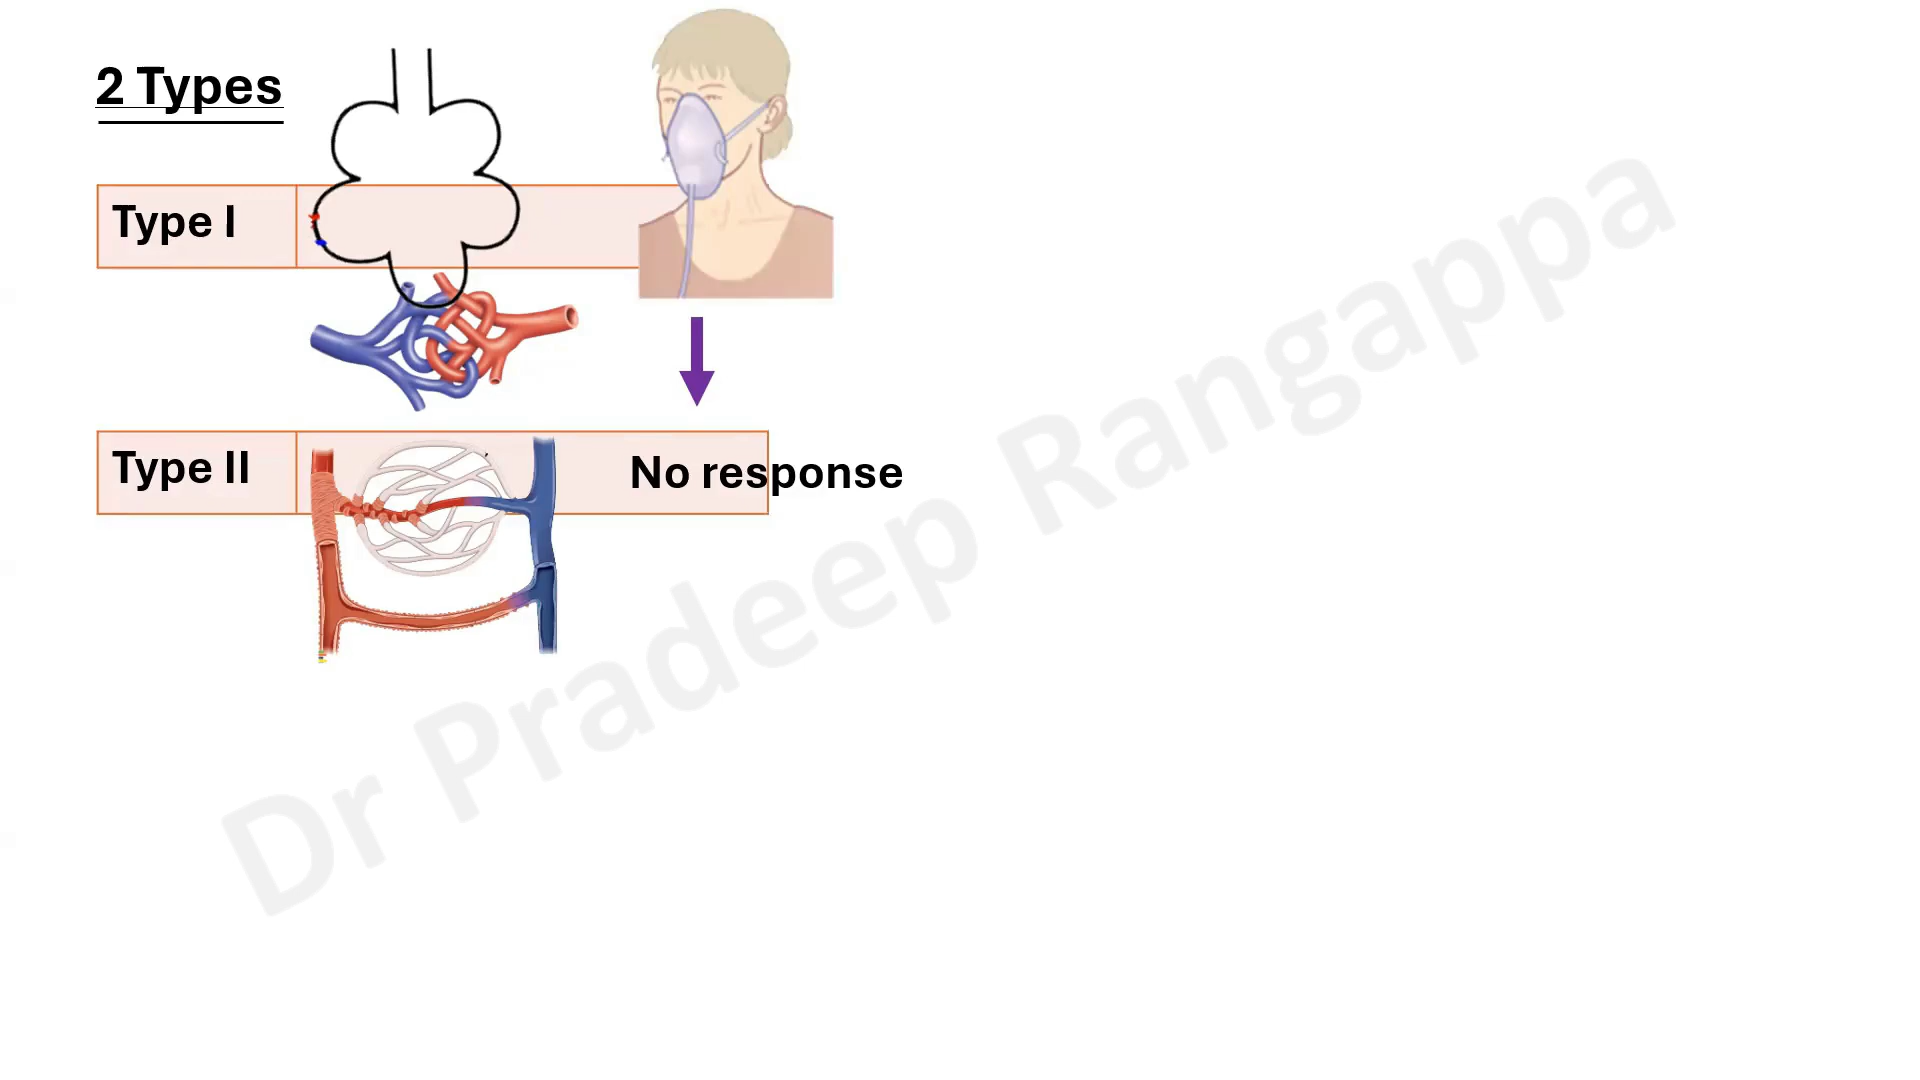 2 Types
Type I
Type II
No response
Dr Pradeep Rangappa